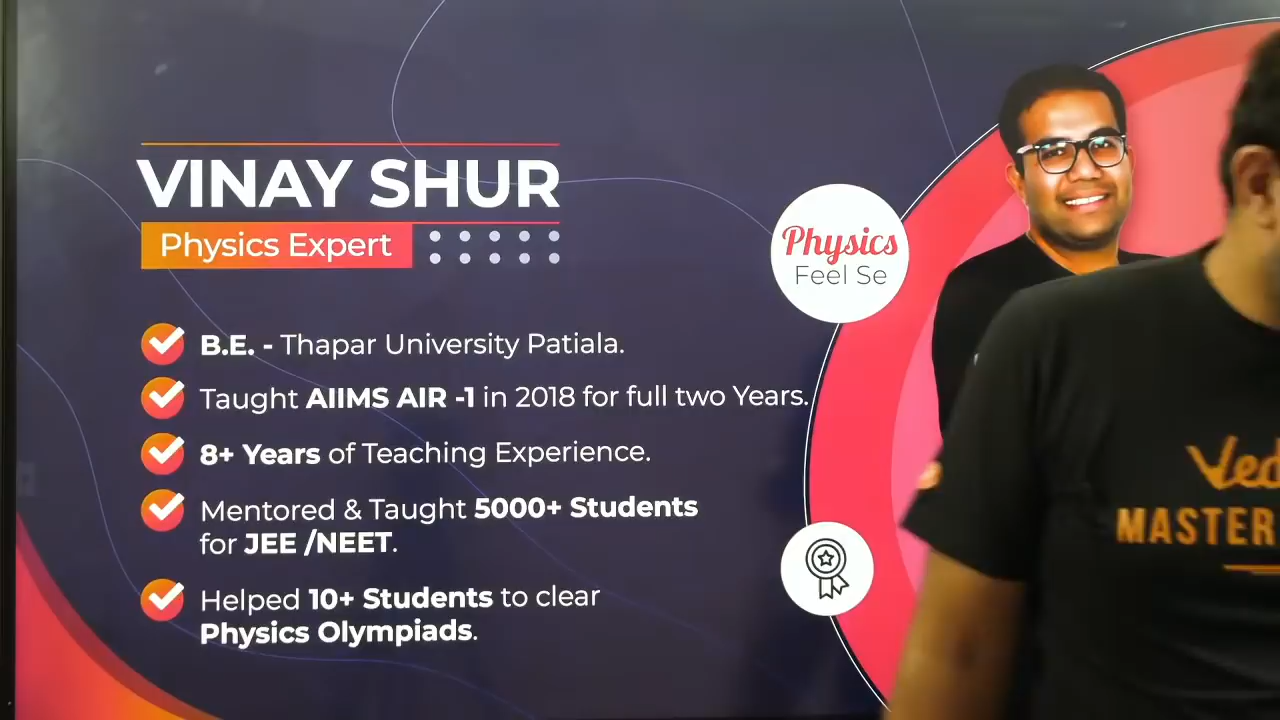 VINAY SHUR
Physics Expert
Physics
Feel Se
B.E. - Thapar University Patiala.
Taught AIIMS AIR -1 in 2018 for full two Years.
8+ Years of Teaching Experience.
Mentored & Taught 5000+ Students
for JEE /NEET.
Helped 10+ Students to clear
Physics Olympiads.
MASTER